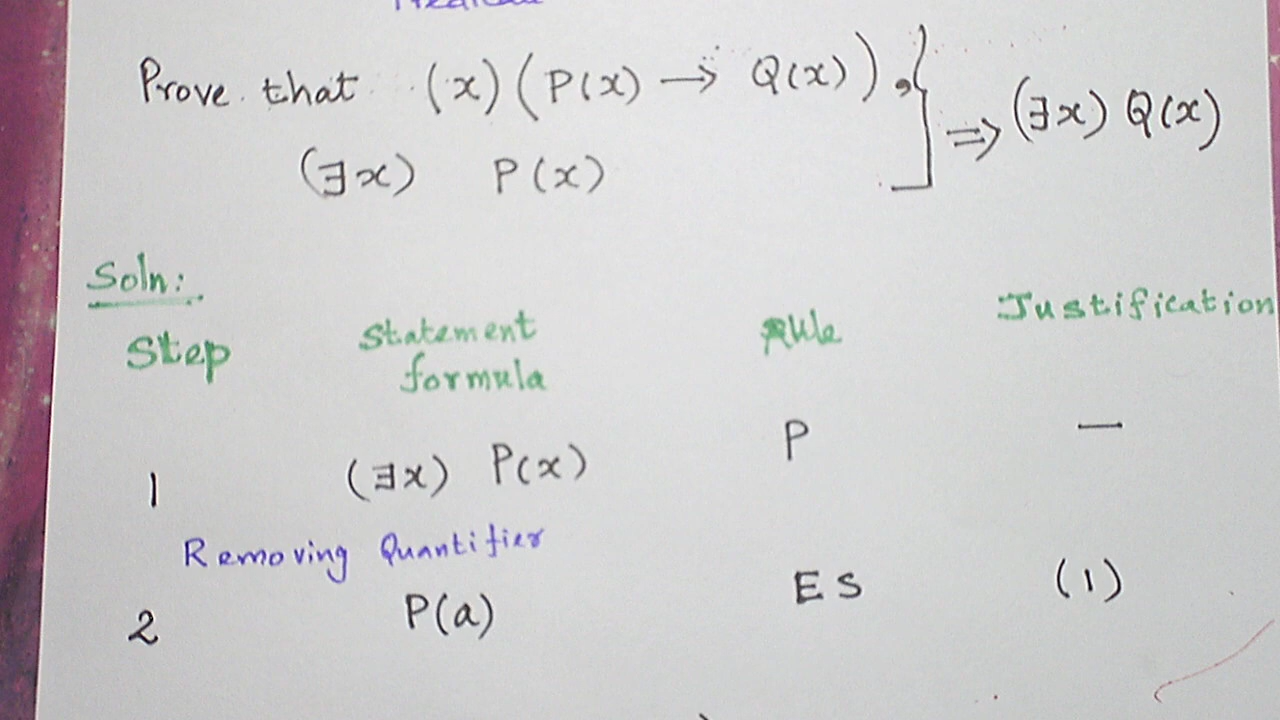 Prove that (x) (P(x) → Q(x)), } ⇒ (∃x) Q(x)
(∃x) P(x)
Soln:
Step Statement formula Rule Justification
1 (∃x) P(x) P —
Removing Quantifier
2 P(a) ES (1)